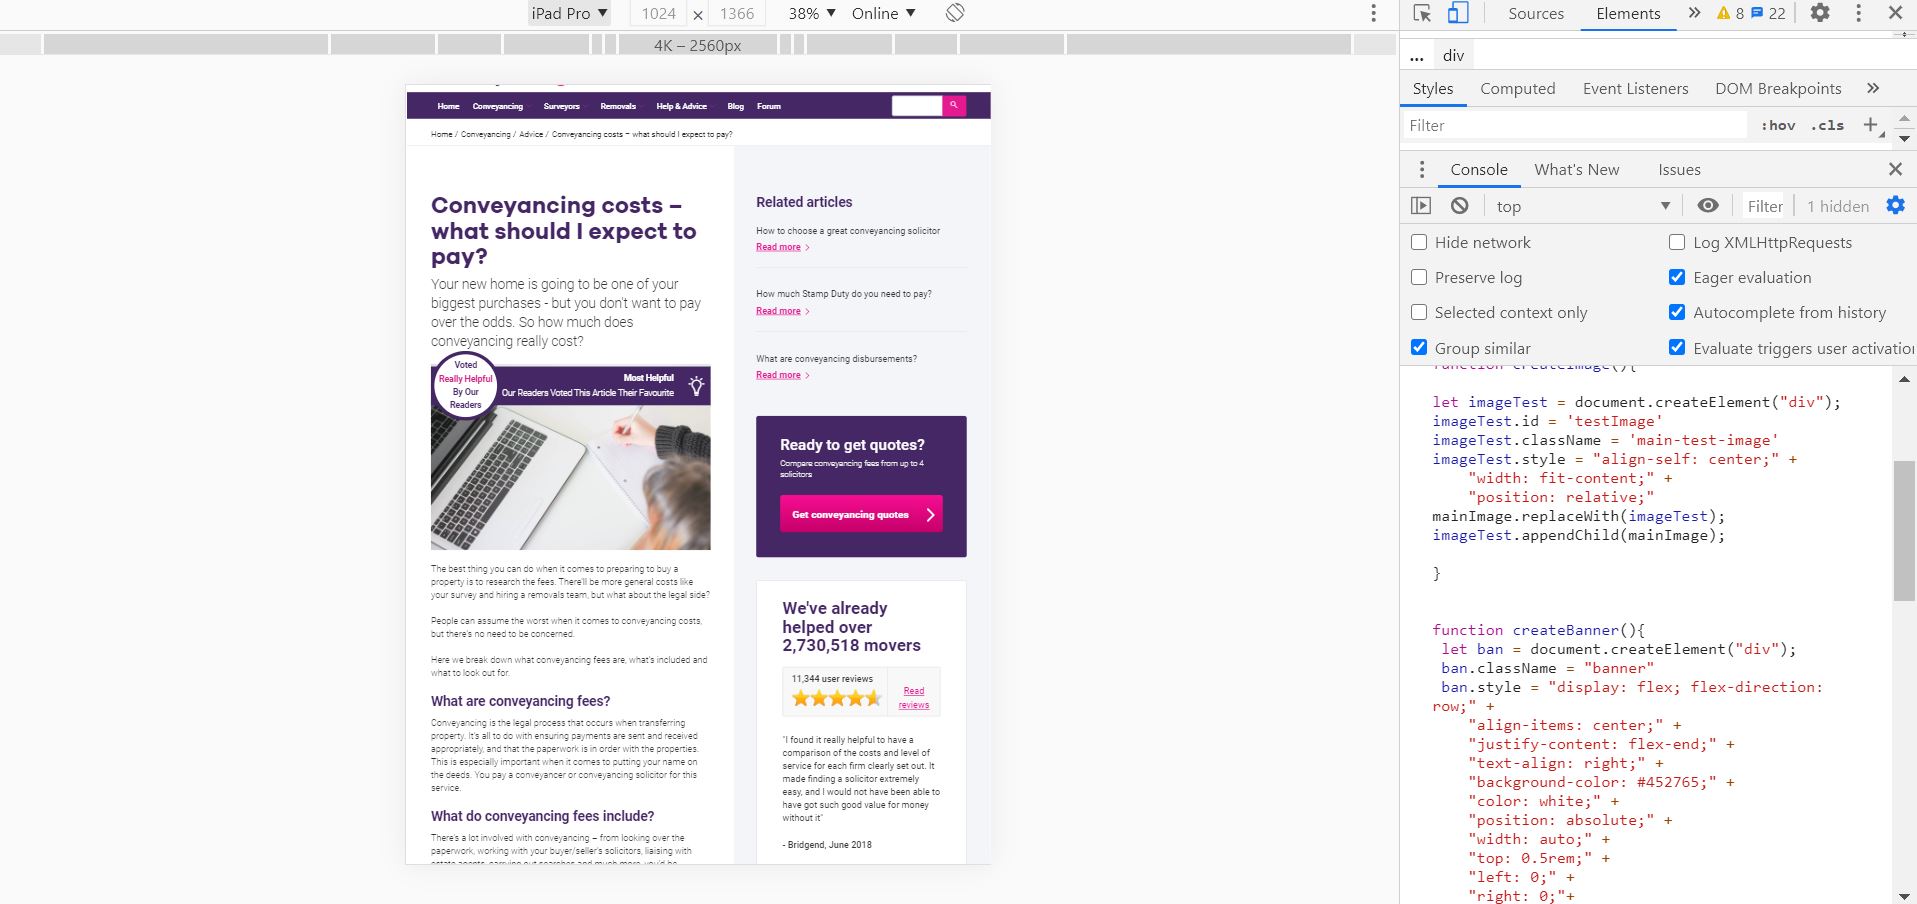 iPad Pro ▼ 1024 × 1366 38% ▼ Online ▼
4K – 2560px
Home Conveyancing Surveyors Removals Help & Advice Blog Forum
Home / Conveyancing / Advice / Conveyancing costs – what should I expect to pay?
Conveyancing costs –
what should I expect to
pay?
Your new home is going to be one of your
biggest purchases - but you don't want to pay
over the odds. So how much does
conveyancing really cost?
Voted
Really Helpful
By Our
Readers
Most Helpful
Our Readers Voted This Article Their Favourite
The best thing you can do when it comes to preparing to buy a
property is to research the fees. There'll be more general costs like
your survey and hiring a removals team, but what about the legal side?
People can assume the worst when it comes to conveyancing costs,
but there's no need to be concerned.
Here we break down what conveyancing fees are, what's included and
what to look out for.
What are conveyancing fees?
Conveyancing is the legal process that occurs when transferring
property. It's all to do with ensuring payments are sent and received
appropriately, and that the paperwork is in order with the properties.
This is especially important when it comes to putting your name on
the deeds. You pay a conveyancer or conveyancing solicitor for this
service.
What do conveyancing fees include?
There's a lot involved with conveyancing – from looking over the
paperwork, working with your buyer/seller's solicitors, liaising with
estate agents, carrying out searches and much more, you'd be
Related articles
How to choose a great conveyancing solicitor
Read more >
How much Stamp Duty do you need to pay?
Read more >
What are conveyancing disbursements?
Read more >
Ready to get quotes?
Compare conveyancing fees from up to 4
solicitors
Get conveyancing quotes
We've already
helped over
2,730,518 movers
11,344 user reviews
Read
reviews
"I found it really helpful to have a
comparison of the costs and level of
service for each firm clearly set out. It
made finding a solicitor extremely
easy, and I would not have been able to
have got such good value for money
without it"
- Bridgend, June 2018
Sources Elements » 8 22
... div
Styles Computed Event Listeners DOM Breakpoints »
Filter :hov .cls +
Console What's New Issues
top ▼ Filter 1 hidden
Hide network Log XMLHttpRequests
Preserve log Eager evaluation
Selected context only Autocomplete from history
Group similar Evaluate triggers user activatio
function createImage(){
let imageTest = document.createElement("div");
imageTest.id = 'testImage'
imageTest.className = 'main-test-image'
imageTest.style = "align-self: center;" +
"width: fit-content;" +
"position: relative;"
mainImage.replaceWith(imageTest);
imageTest.appendChild(mainImage);
}
function createBanner(){
let ban = document.createElement("div");
ban.className = "banner"
ban.style = "display: flex; flex-direction:
row;" +
"align-items: center;" +
"justify-content: flex-end;" +
"text-align: right;" +
"background-color: #452765;" +
"color: white;" +
"position: absolute;" +
"width: auto;" +
"top: 0.5rem;" +
"left: 0;" +
"right: 0;"+